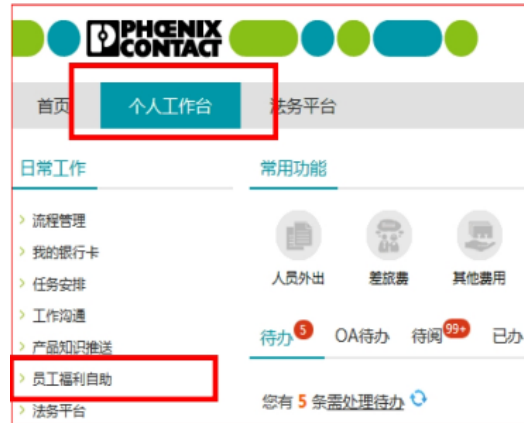 PHŒNIX
CONTACT
首页 个人工作台 法务平台
日常工作
流程管理
我的银行卡
任务安排
工作沟通
产品知识推送
员工福利自助
法务平台
常用功能
人员外出 差旅费 其他费用
待办 5 OA待办 待阅 99+ 已办
您有 5 条需处理待办